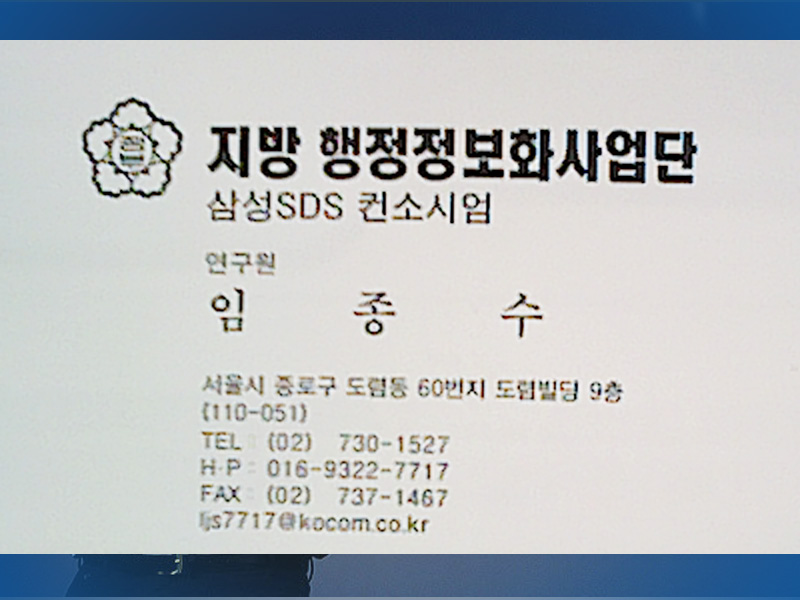 지방 행정정보화사업단
삼성SDS 컨소시엄
연구원
임 종 수
서울시 종로구 도렴동 60번지 도렴빌딩 9층
(110-051)
TEL : (02) 730-1527
H·P : 016-9322-7717
FAX : (02) 737-1467
ljs7717@kocom.co.kr